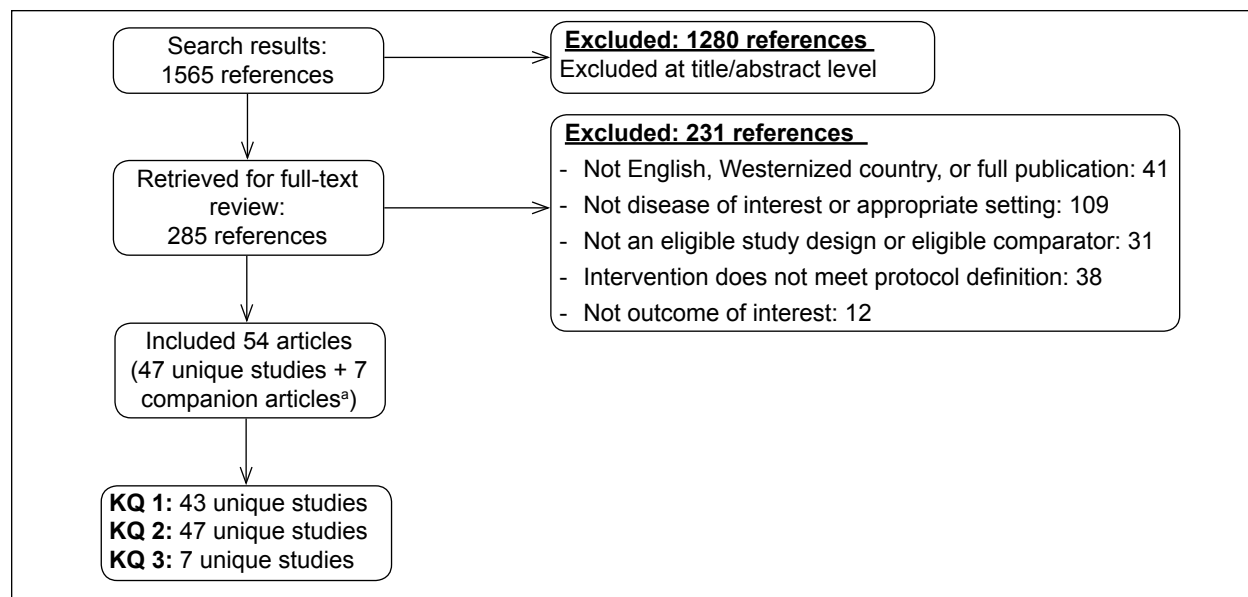 Search results:
1565 references
Excluded: 1280 references
Excluded at title/abstract level
Retrieved for full-text
review:
285 references
Excluded: 231 references
- Not English, Westernized country, or full publication: 41
- Not disease of interest or appropriate setting: 109
- Not an eligible study design or eligible comparator: 31
- Intervention does not meet protocol definition: 38
- Not outcome of interest: 12
Included 54 articles
(47 unique studies + 7
companion articlesᵃ)
KQ 1: 43 unique studies
KQ 2: 47 unique studies
KQ 3: 7 unique studies